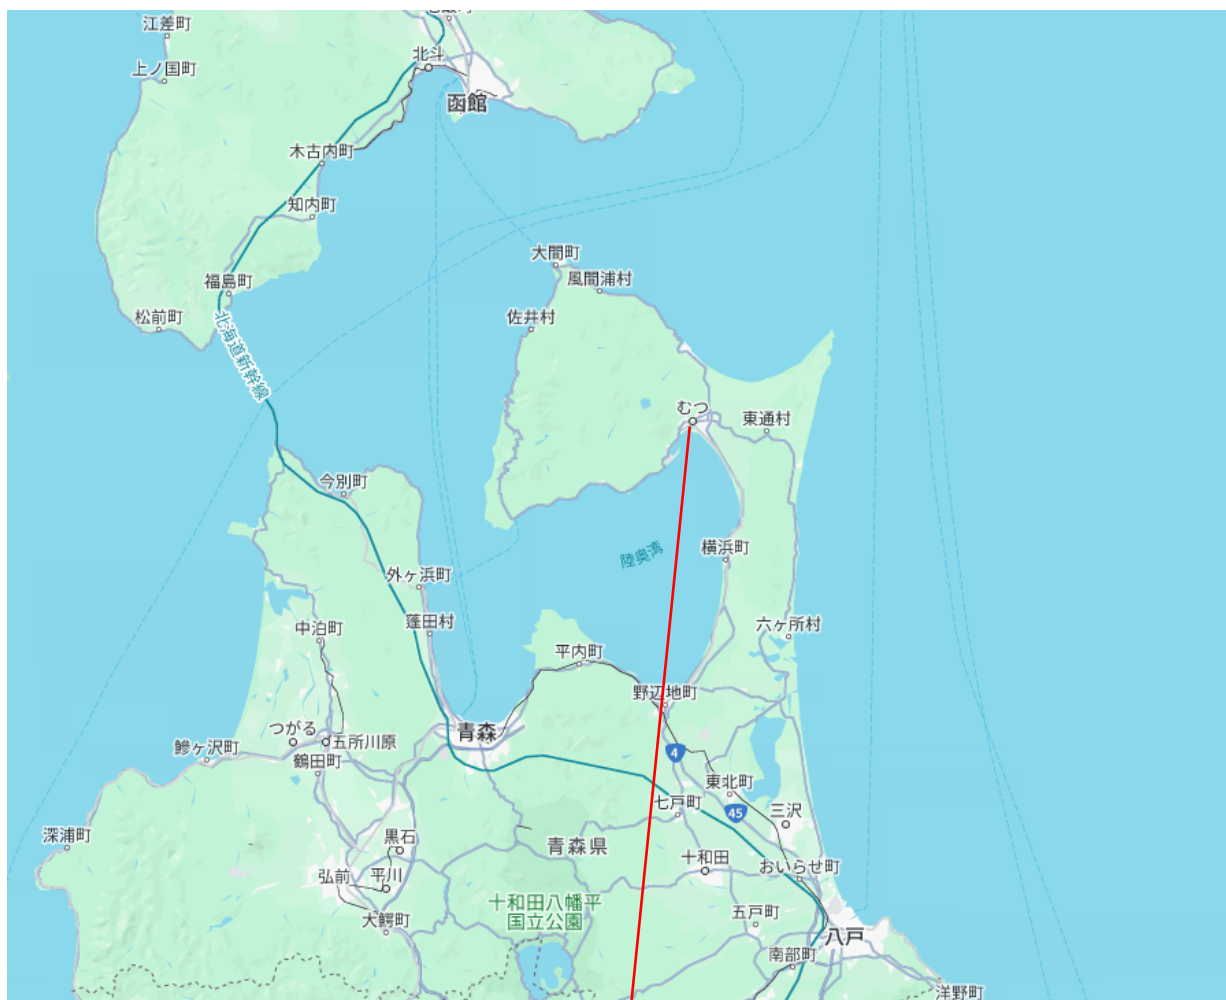 江差町
上ノ国町
北斗
函館
木古内町
知内町
福島町
松前町
北海道新幹線
大間町
風間浦村
佐井村
むつ
東通村
今別町
陸奥湾
横浜町
外ヶ浜町
蓬田村
中泊町
六ヶ所村
平内町
野辺地町
青森
つがる
五所川原
鰺ヶ沢町
鶴田町
4
東北町
七戸町
45
三沢
深浦町
黒石
青森県
十和田
おいらせ町
弘前
平川
十和田八幡平
国立公園
大鰐町
五戸町
八戸
南部町
洋野町